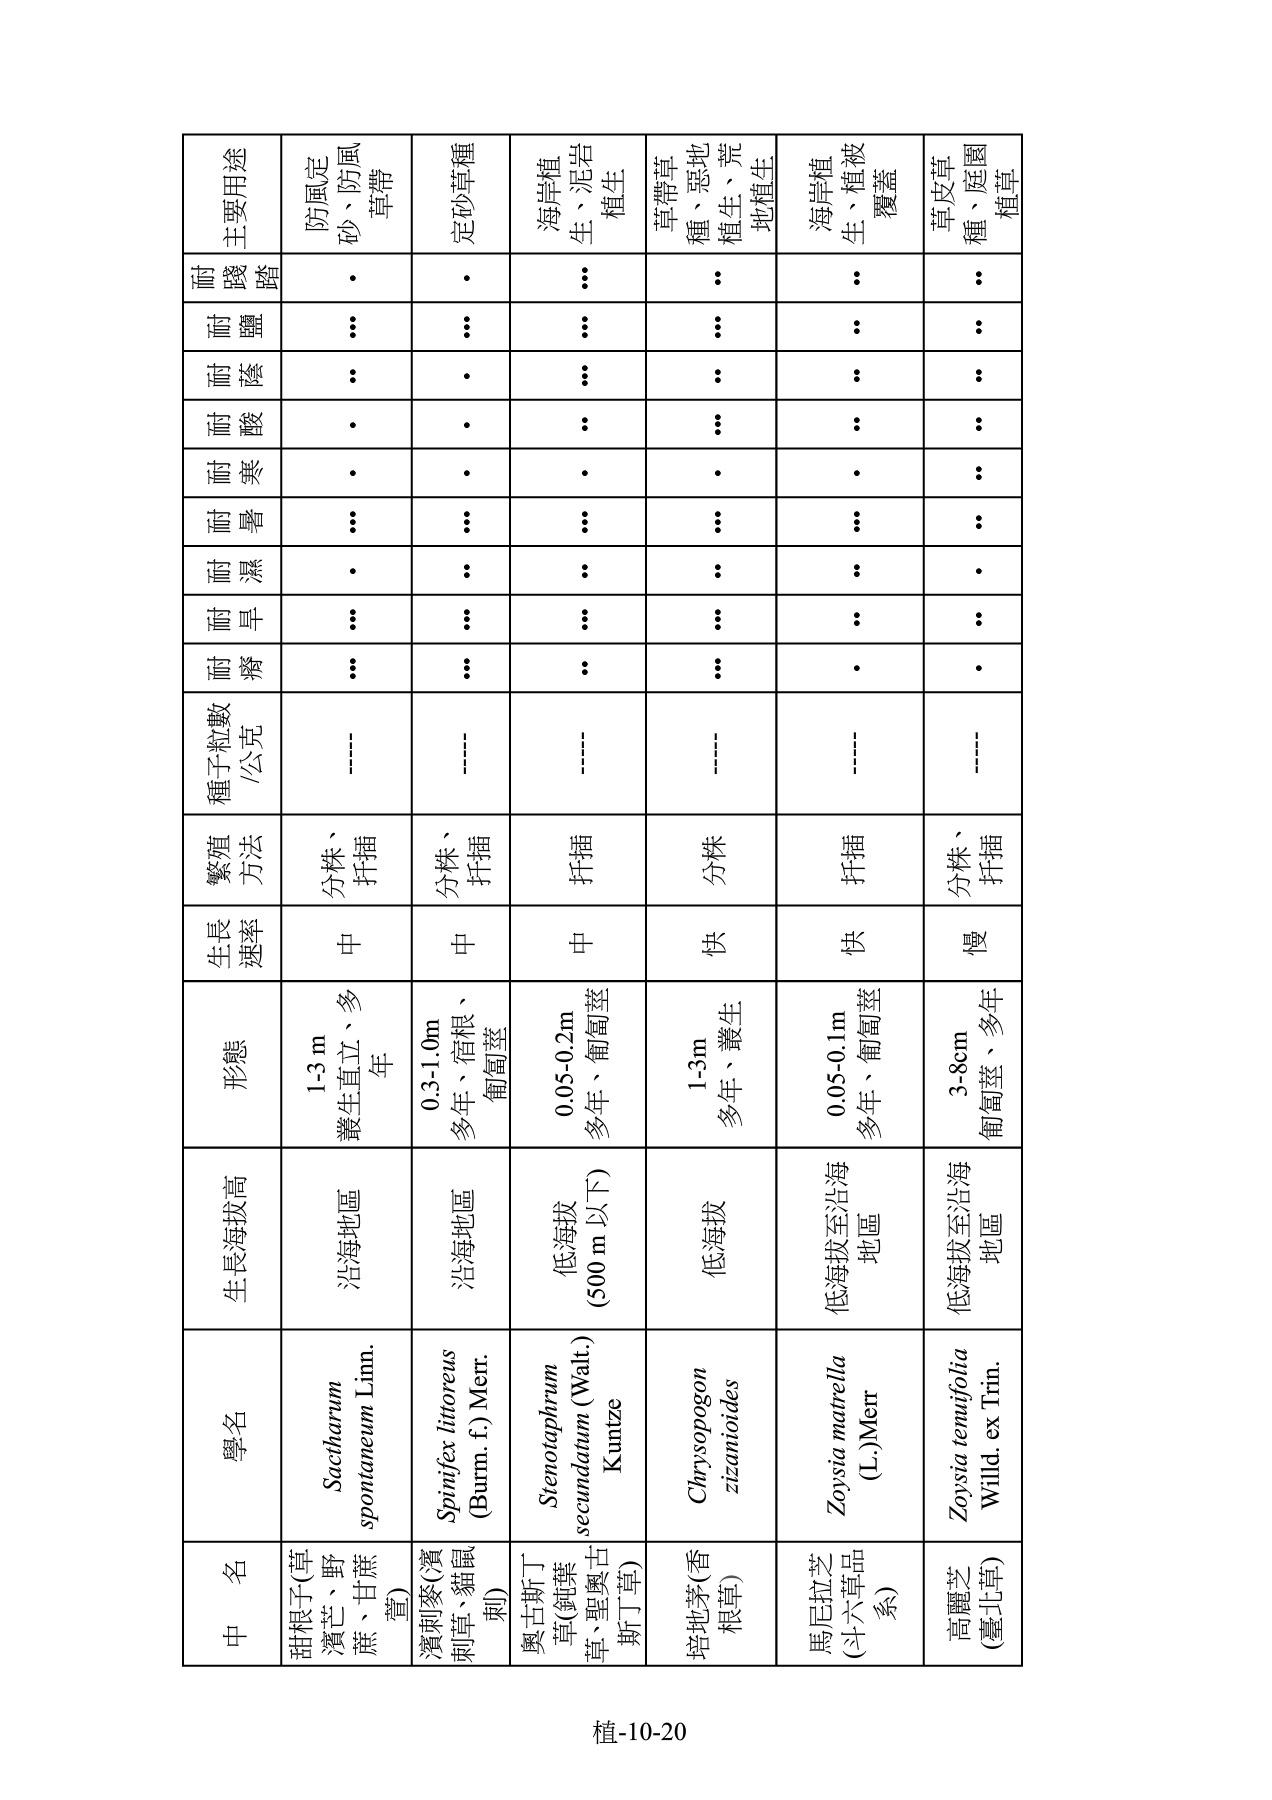 中　名
學名
生長海拔高
形態
生長
速率
繁殖
方法
種子粒數
/公克
耐
瘠
耐
旱
耐
濕
耐
暑
耐
寒
耐
酸
耐
蔭
耐
鹽
耐
踐
踏
主要用途
甜根子(草
濱芒、野
蔗、甘蔗
萱)
Sactharum
spontaneum Linn.
沿海地區
1-3 m
叢生直立、多
年
中
分株、
扦插
-----
•••
•••
•
•••
•
•
••
•••
•
防風定
砂、防風
草帶
濱刺麥(濱
刺草、貓鼠
刺)
Spinifex littoreus
(Burm. f.) Merr.
沿海地區
0.3-1.0m
多年、宿根、
匍匐莖
中
分株、
扦插
-----
•••
•••
••
•••
•
•
•
•••
•
定砂草種
奧古斯丁
草(鈍葉
草、聖奧古
斯丁草)
Stenotaphrum
secundatum (Walt.)
Kuntze
低海拔
(500 m 以下)
0.05-0.2m
多年、匍匐莖
中
扦插
-----
••
•••
••
•••
•
••
•••
•••
•••
海岸植
生、泥岩
植生
培地茅(香
根草)
Chrysopogon
zizanioides
低海拔
1-3m
多年、叢生
快
分株
-----
•••
•••
••
•••
•
•••
••
•••
••
草帶草
種、惡地
植生、荒
地植生
馬尼拉芝
(斗六草品
系)
Zoysia matrella
(L.)Merr
低海拔至沿海
地區
0.05-0.1m
多年、匍匐莖
快
扦插
-----
•
••
••
•••
•
••
••
••
••
海岸植
生、植被
覆蓋
高麗芝
(臺北草)
Zoysia tenuifolia
Willd. ex Trin.
低海拔至沿海
地區
3-8cm
匍匐莖、多年
慢
分株、
扦插
-----
•
••
•
••
••
••
••
••
••
草皮草
種、庭園
植草
植-10-20